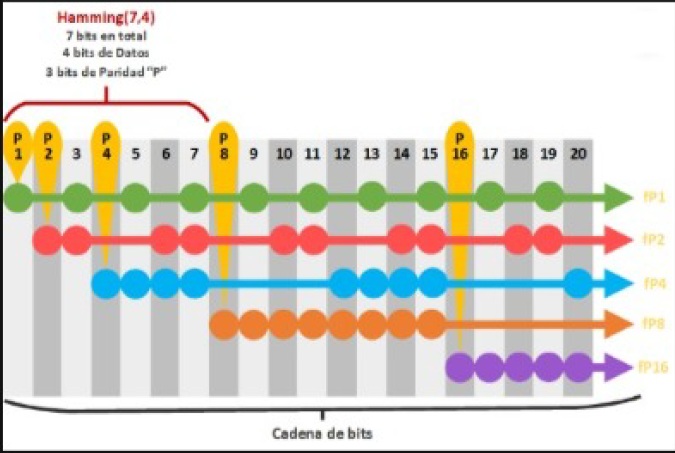 Hamming(7,4)
7 bits en total
4 bits de Datos
3 bits de Paridad "P"
P P P P P
1 2 3 4 5 6 7 8 9 10 11 12 13 14 15 16 17 18 19 20
fP1
fP2
fP4
fP8
fP16
Cadena de bits